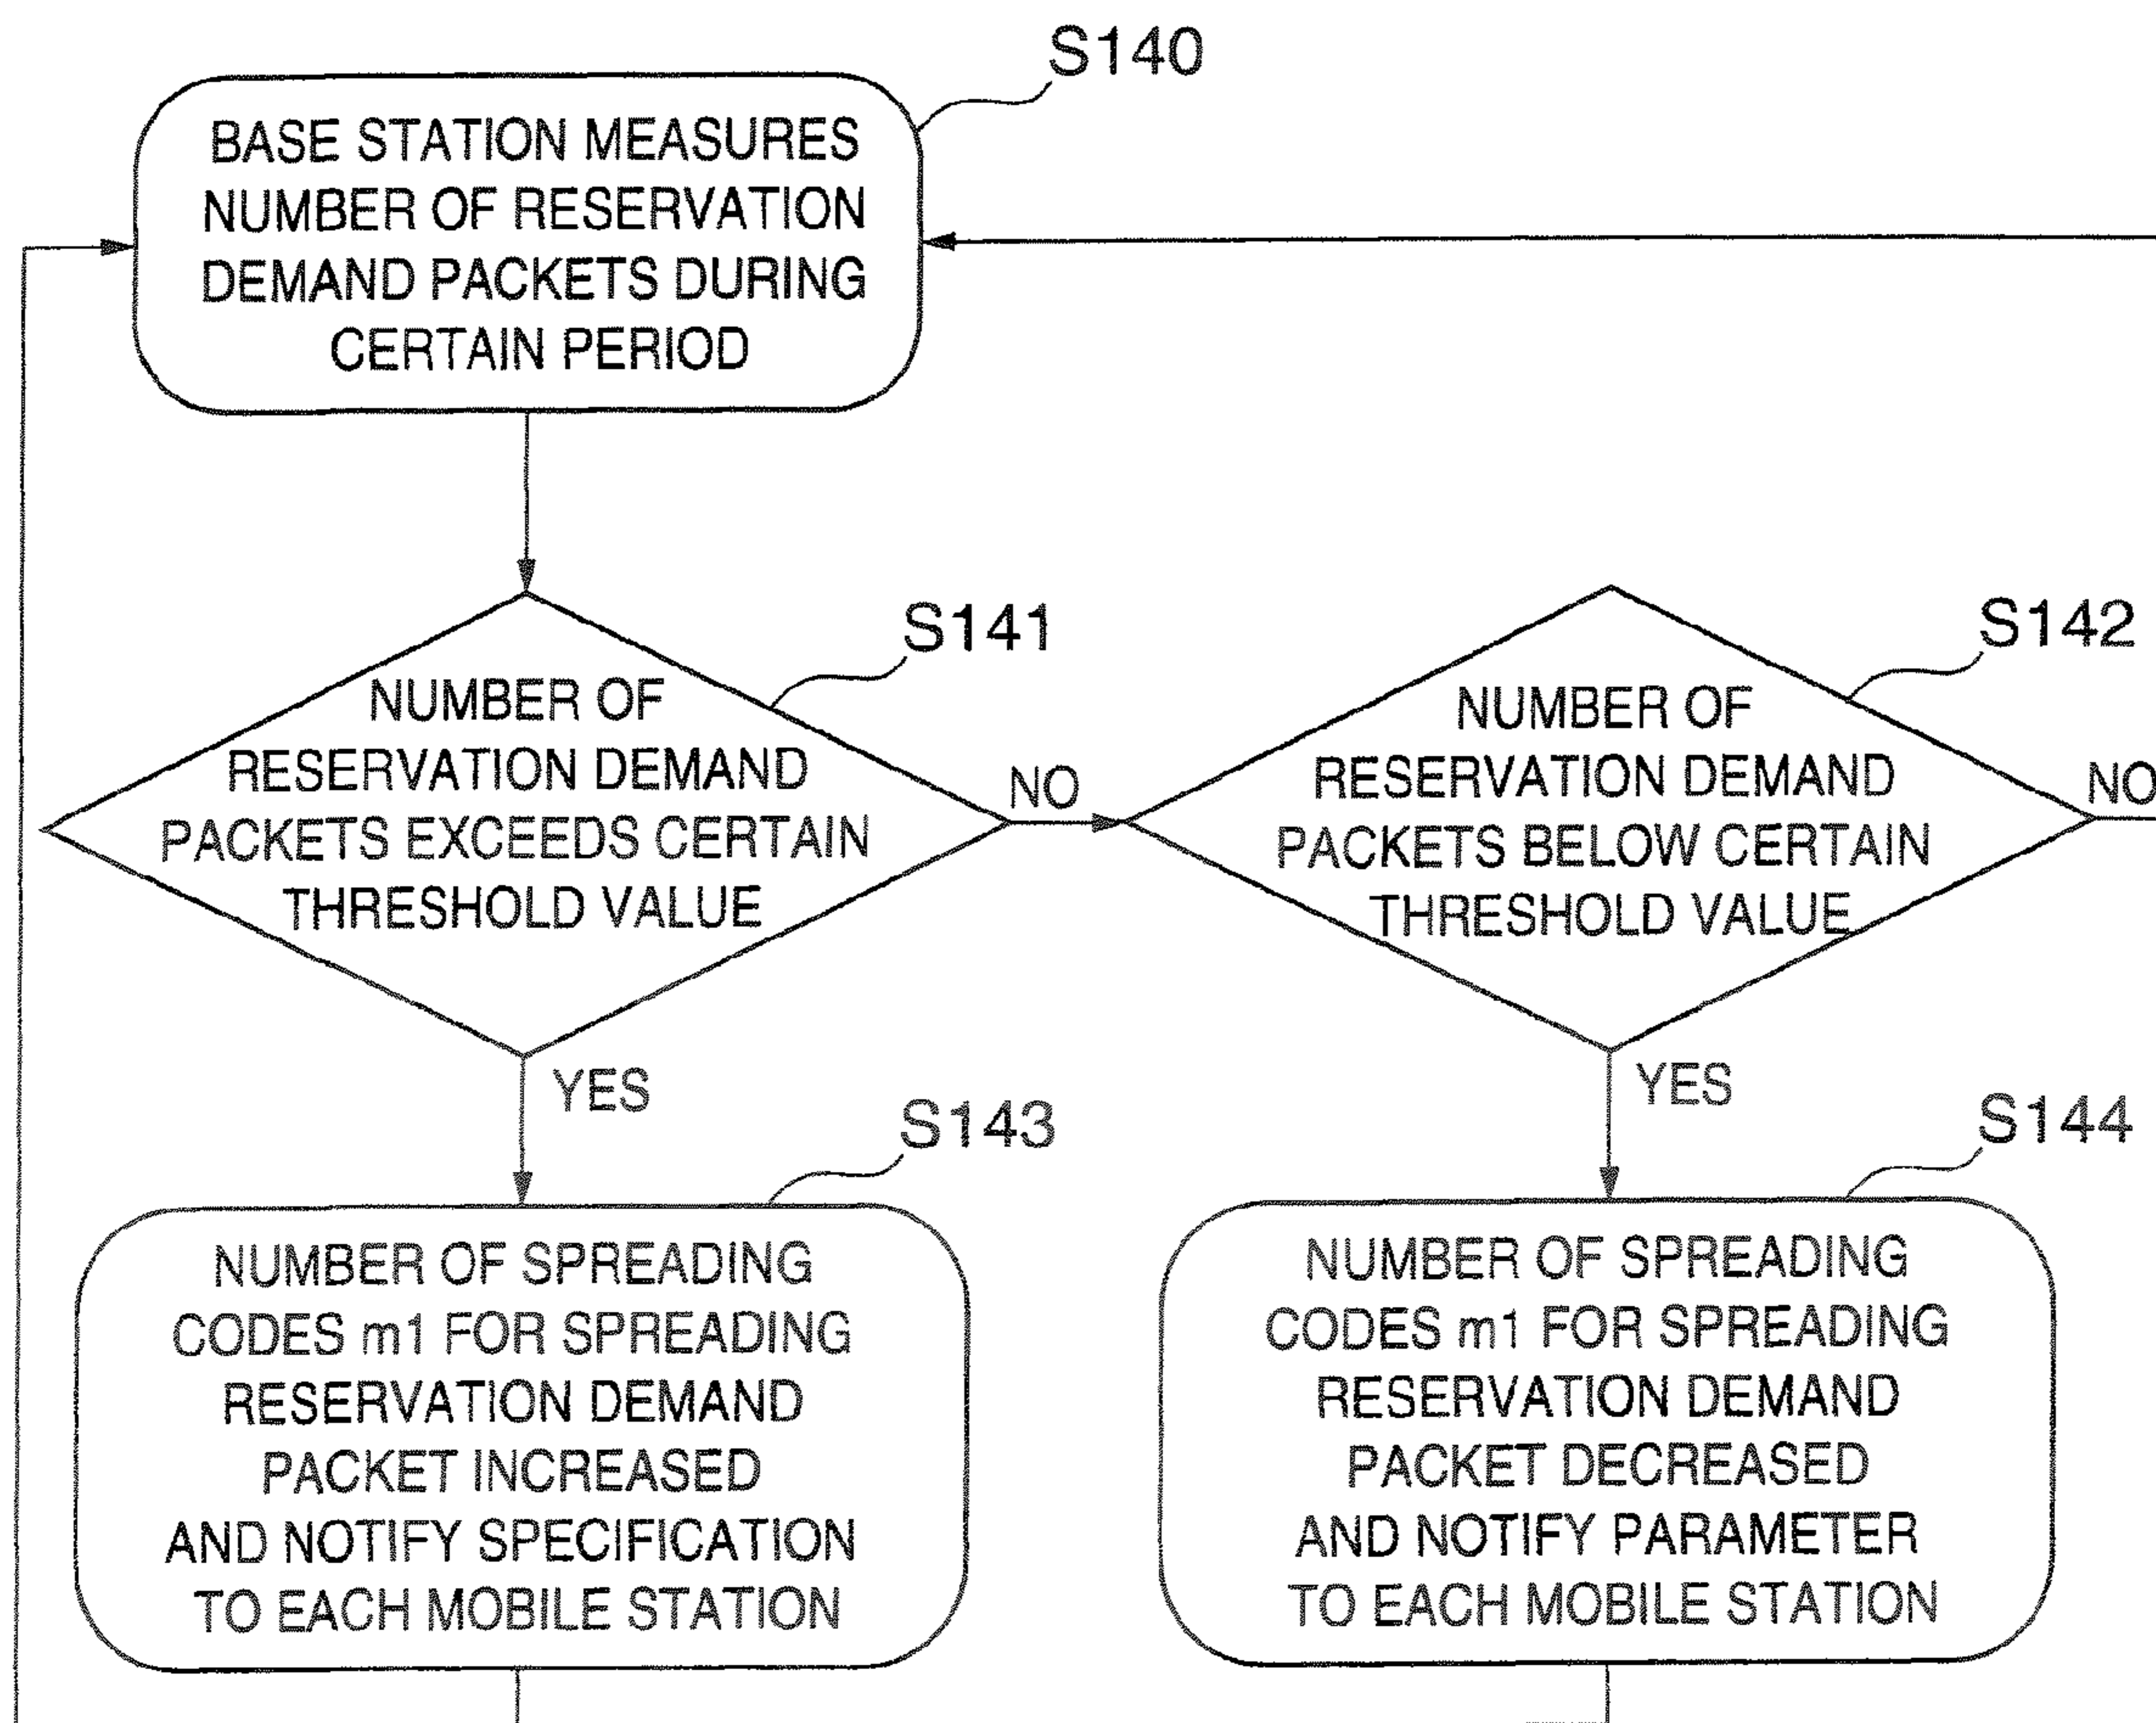 S140
BASE STATION MEASURES
NUMBER OF RESERVATION
DEMAND PACKETS DURING
CERTAIN PERIOD
S141
NUMBER OF
RESERVATION DEMAND
PACKETS EXCEEDS CERTAIN
THRESHOLD VALUE
NO
S142
NUMBER OF
RESERVATION DEMAND
PACKETS BELOW CERTAIN
THRESHOLD VALUE
NO
YES
YES
S143
NUMBER OF SPREADING
CODES m1 FOR SPREADING
RESERVATION DEMAND
PACKET INCREASED
AND NOTIFY SPECIFICATION
TO EACH MOBILE STATION
S144
NUMBER OF SPREADING
CODES m1 FOR SPREADING
RESERVATION DEMAND
PACKET DECREASED
AND NOTIFY PARAMETER
TO EACH MOBILE STATION